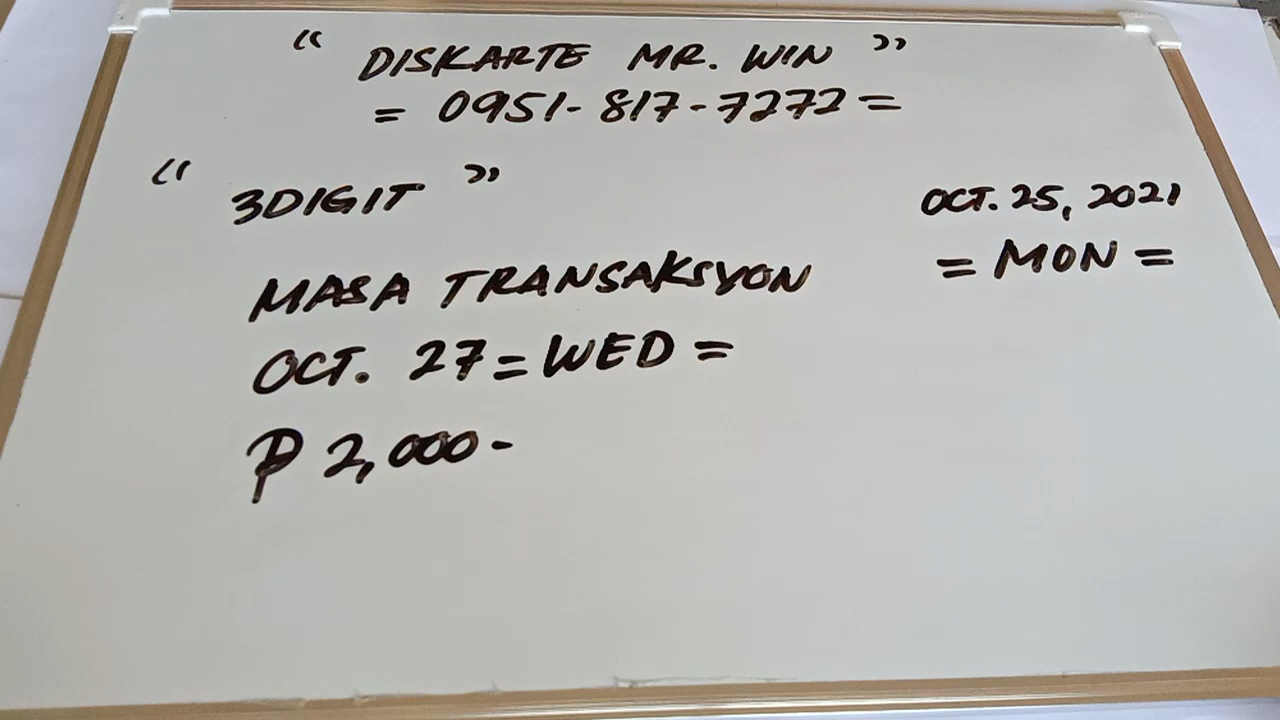 “ DISKARTE MR. WIN ”
= 0951-817-7272 =
“ 3DIGIT ”
OCT. 25, 2021
= MON =
MASA TRANSAKSYON
OCT. 27 = WED =
₱ 2,000-